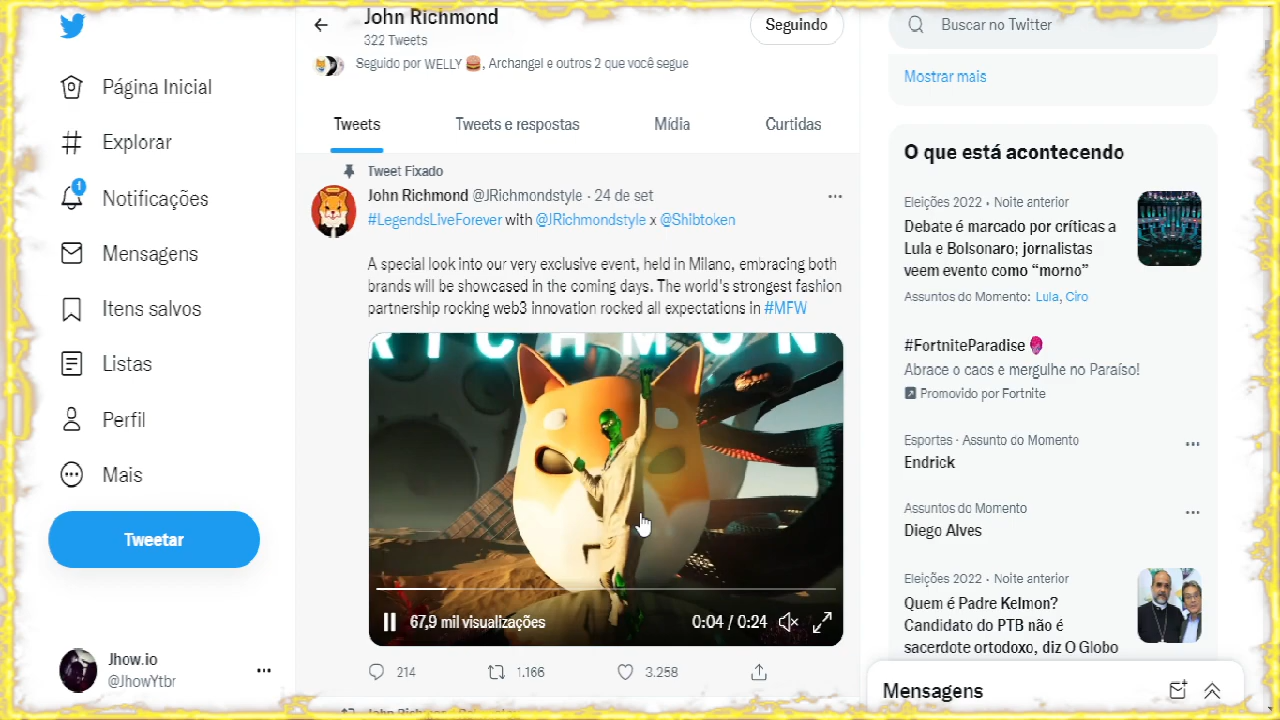 Página Inicial
Explorar
1
Notificações
Mensagens
Itens salvos
Listas
Perfil
Mais
Tweetar
Jhow.io
@JhowYtbr
John Richmond
322 Tweets
Seguindo
Seguido por WELLY 🍔, Archangel e outros 2 que você segue
Tweets
Tweets e respostas
Mídia
Curtidas
Tweet Fixado
John Richmond @JRichmondstyle · 24 de set
#LegendsLiveForever with @JRichmondstyle x @Shibtoken
A special look into our very exclusive event, held in Milano, embracing both
brands will be showcased in the coming days. The world's strongest fashion
partnership rocking web3 innovation rocked all expectations in #MFW
RICHMON
67,9 mil visualizações
0:04 / 0:24
214
1.166
3.258
Buscar no Twitter
Mostrar mais
O que está acontecendo
Eleições 2022 · Noite anterior
Debate é marcado por críticas a
Lula e Bolsonaro; jornalistas
veem evento como “morno”
Assuntos do Momento: Lula, Ciro
#FortniteParadise
Abrace o caos e mergulhe no Paraíso!
Promovido por Fortnite
Esportes · Assunto do Momento
Endrick
Assuntos do Momento
Diego Alves
Eleições 2022 · Noite anterior
Quem é Padre Kelmon?
Candidato do PTB não é
sacerdote ortodoxo, diz O Globo
Mensagens